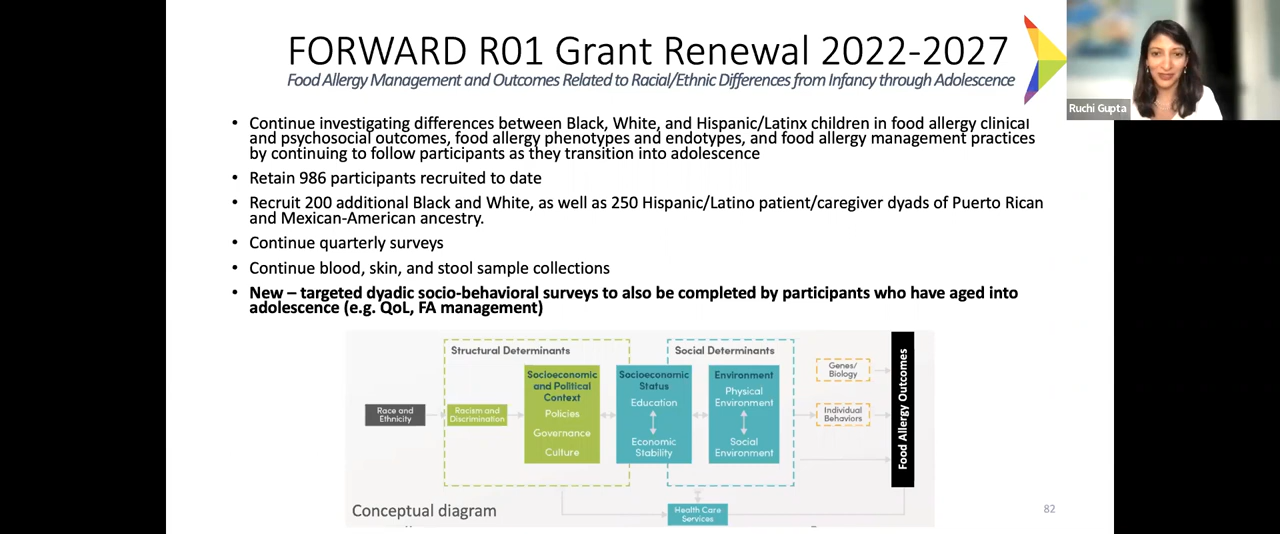 FORWARD R01 Grant Renewal 2022-2027
Food Allergy Management and Outcomes Related to Racial/Ethnic Differences from Infancy through Adolescence
Ruchi Gupta
• Continue investigating differences between Black, White, and Hispanic/Latinx children in food allergy clinical
and psychosocial outcomes, food allergy phenotypes and endotypes, and food allergy management practices
by continuing to follow participants as they transition into adolescence
• Retain 986 participants recruited to date
• Recruit 200 additional Black and White, as well as 250 Hispanic/Latino patient/caregiver dyads of Puerto Rican
and Mexican-American ancestry.
• Continue quarterly surveys
• Continue blood, skin, and stool sample collections
• New – targeted dyadic socio-behavioral surveys to also be completed by participants who have aged into
adolescence (e.g. QoL, FA management)
Structural Determinants
Social Determinants
Race and
Ethnicity
Racism and
Discrimination
Socioeconomic
and Political
Context
Policies
Governance
Culture
Socioeconomic
Status
Education
Economic
Stability
Environment
Physical
Environment
Social
Environment
Genes/
Biology
Individual
Behaviors
Food Allergy Outcomes
Health Care
Services
Conceptual diagram
82